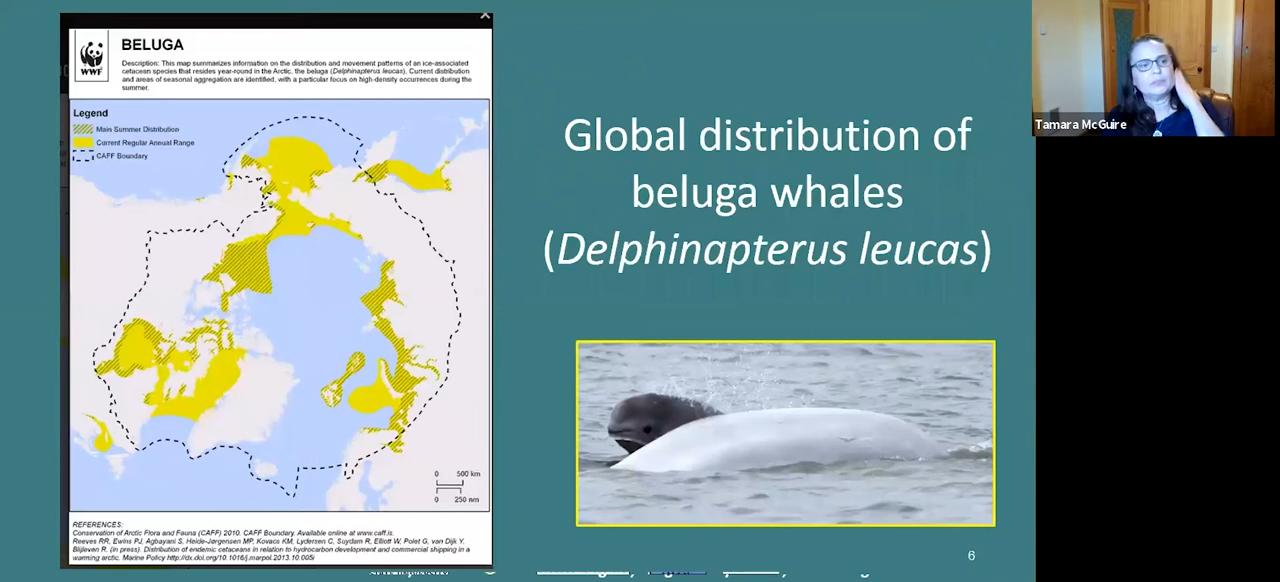 BELUGA
WWF
Description: This map summarizes information on the distribution and movement patterns of an ice-associated
cetacean species that resides year-round in the Arctic, the beluga (Delphinapterus leucas). Current distribution
and areas of seasonal aggregation are identified, with a particular focus on high-density occurrences during the
summer.
Legend
Main Summer Distribution
Current Regular Annual Range
CAFF Boundary
0 500 km
0 250 nm
REFERENCES:
Conservation of Arctic Flora and Fauna (CAFF) 2010. CAFF Boundary. Available online at www.caff.is.
Reeves RR, Ewins PJ, Agbayani S, Heide-Jørgensen MP, Kovacs KM, Lydersen C, Suydam R, Elliott W, Polet G, van Dijk Y,
Blijleven R. (in press). Distribution of endemic cetaceans in relation to hydrocarbon development and commercial shipping in a
warming arctic. Marine Policy http://dx.doi.org/10.1016/j.marpol.2013.10.005i
Global distribution of
beluga whales
(Delphinapterus leucas)
6
Tamara McGuire